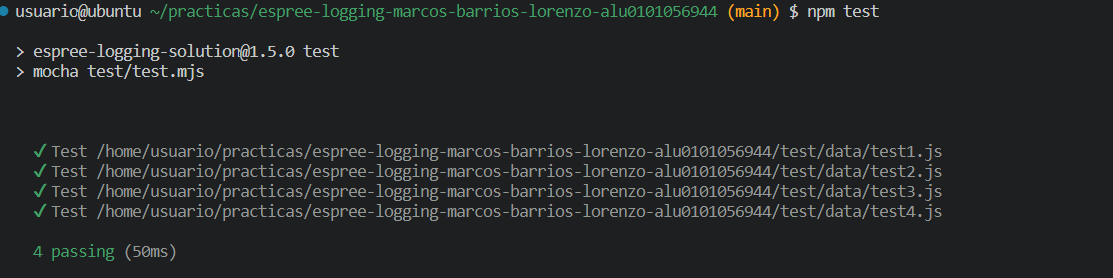 usuario@ubuntu ~/practicas/espree-logging-marcos-barrios-lorenzo-alu0101056944 (main) $ npm test
> espree-logging-solution@1.5.0 test
> mocha test/test.mjs
✓ Test /home/usuario/practicas/espree-logging-marcos-barrios-lorenzo-alu0101056944/test/data/test1.js
✓ Test /home/usuario/practicas/espree-logging-marcos-barrios-lorenzo-alu0101056944/test/data/test2.js
✓ Test /home/usuario/practicas/espree-logging-marcos-barrios-lorenzo-alu0101056944/test/data/test3.js
✓ Test /home/usuario/practicas/espree-logging-marcos-barrios-lorenzo-alu0101056944/test/data/test4.js
4 passing (50ms)